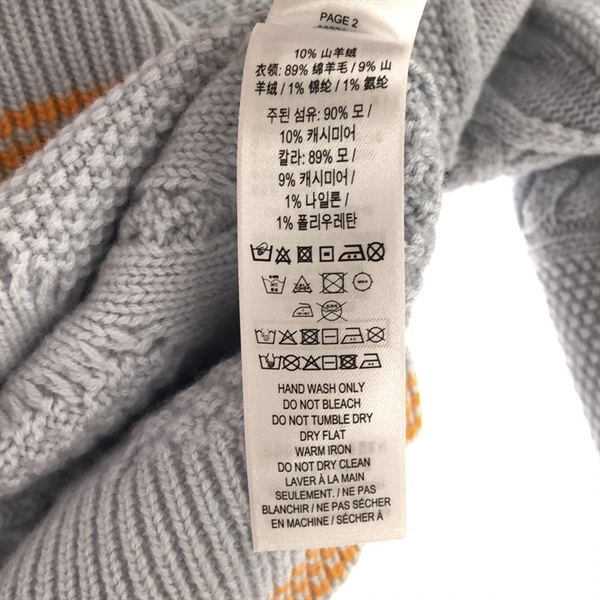 PAGE 2
10% 山羊绒
衣领: 89% 绵羊毛 / 9% 山
羊绒 / 1% 锦纶 / 1% 氨纶
주된 섬유: 90% 모 /
10% 캐시미어
칼라: 89% 모 /
9% 캐시미어 /
1% 나일론 /
1% 폴리우레탄
HAND WASH ONLY
DO NOT BLEACH
DO NOT TUMBLE DRY
DRY FLAT
WARM IRON
DO NOT DRY CLEAN
LAVER À LA MAIN
SEULEMENT. / NE PAS
BLANCHIR / NE PAS SÉCHER
EN MACHINE / SÉCHER À